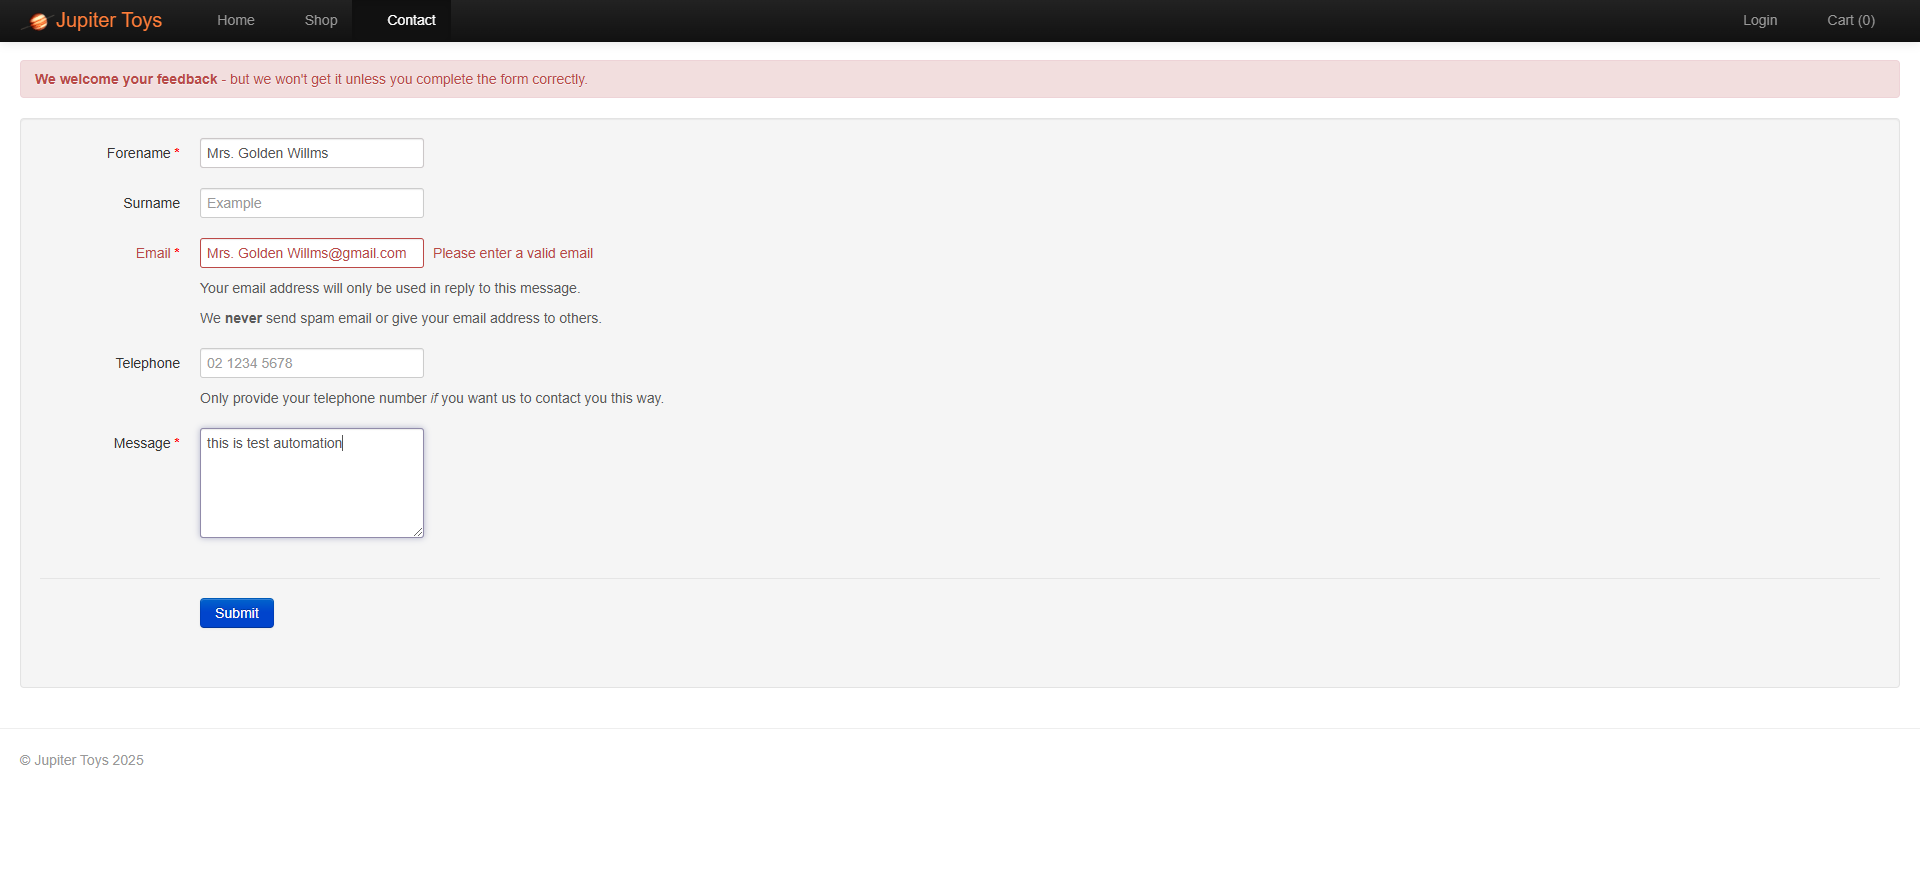 Jupiter Toys Home Shop Contact Login Cart (0)
We welcome your feedback - but we won't get it unless you complete the form correctly.
Forename * Mrs. Golden Willms
Surname Example
Email * Mrs. Golden Willms@gmail.com Please enter a valid email
Your email address will only be used in reply to this message.
We never send spam email or give your email address to others.
Telephone 02 1234 5678
Only provide your telephone number if you want us to contact you this way.
Message * this is test automation
Submit
© Jupiter Toys 2025